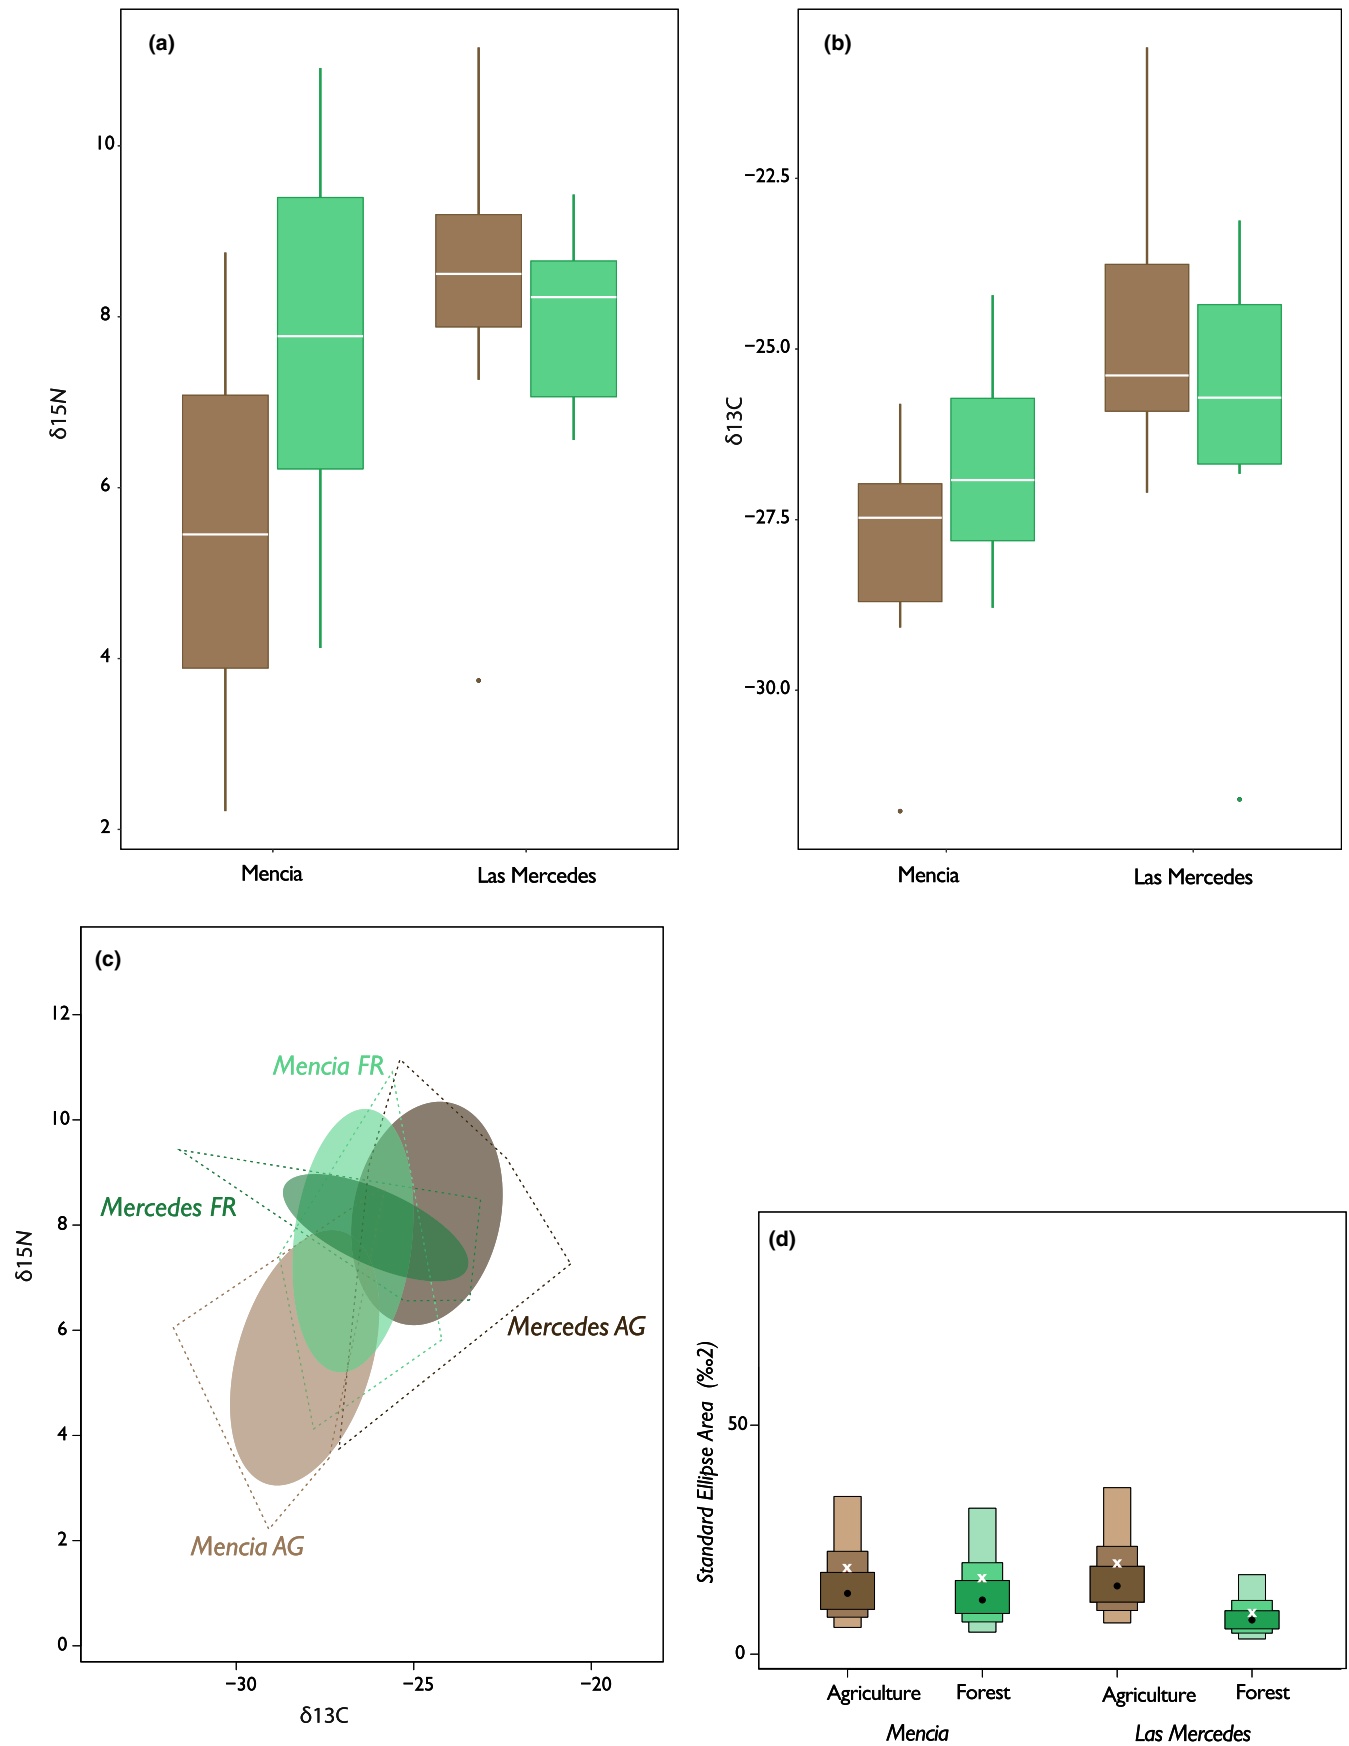 (a)
10
8
6
4
2
δ15N
Mencia
Las Mercedes
(b)
−22.5
−25.0
−27.5
−30.0
δ13C
Mencia
Las Mercedes
(c)
12
10
8
6
4
2
0
δ15N
Mencia FR
Mercedes FR
Mercedes AG
Mencia AG
−30
−25
−20
δ13C
(d)
50
0
Standard Ellipse Area (‰2)
Agriculture
Forest
Agriculture
Forest
Mencia
Las Mercedes